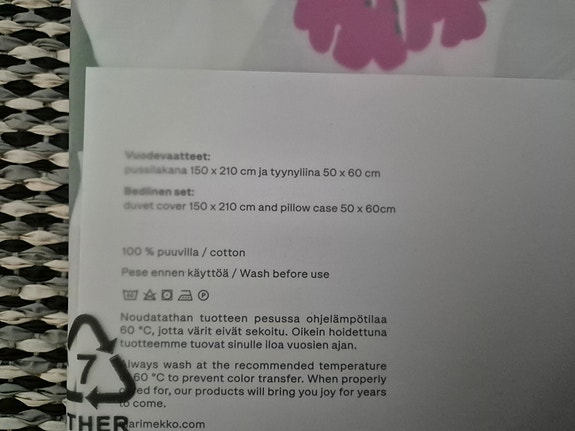 Vuodevaatteet:
pussilakana 150 x 210 cm ja tyynyliina 50 x 60 cm
Bedlinen set:
duvet cover 150 x 210 cm and pillow case 50 x 60cm
100 % puuvilla / cotton
Pese ennen käyttöä / Wash before use
Noudatathan tuotteen pesussa ohjelämpötilaa
60 °C, jotta värit eivät sekoitu. Oikein hoidettuna
tuotteemme tuovat sinulle iloa vuosien ajan.
Always wash at the recommended temperature
60 °C to prevent color transfer. When properly
for, our products will bring you joy for years
to come.
marimekko.com
7
THER